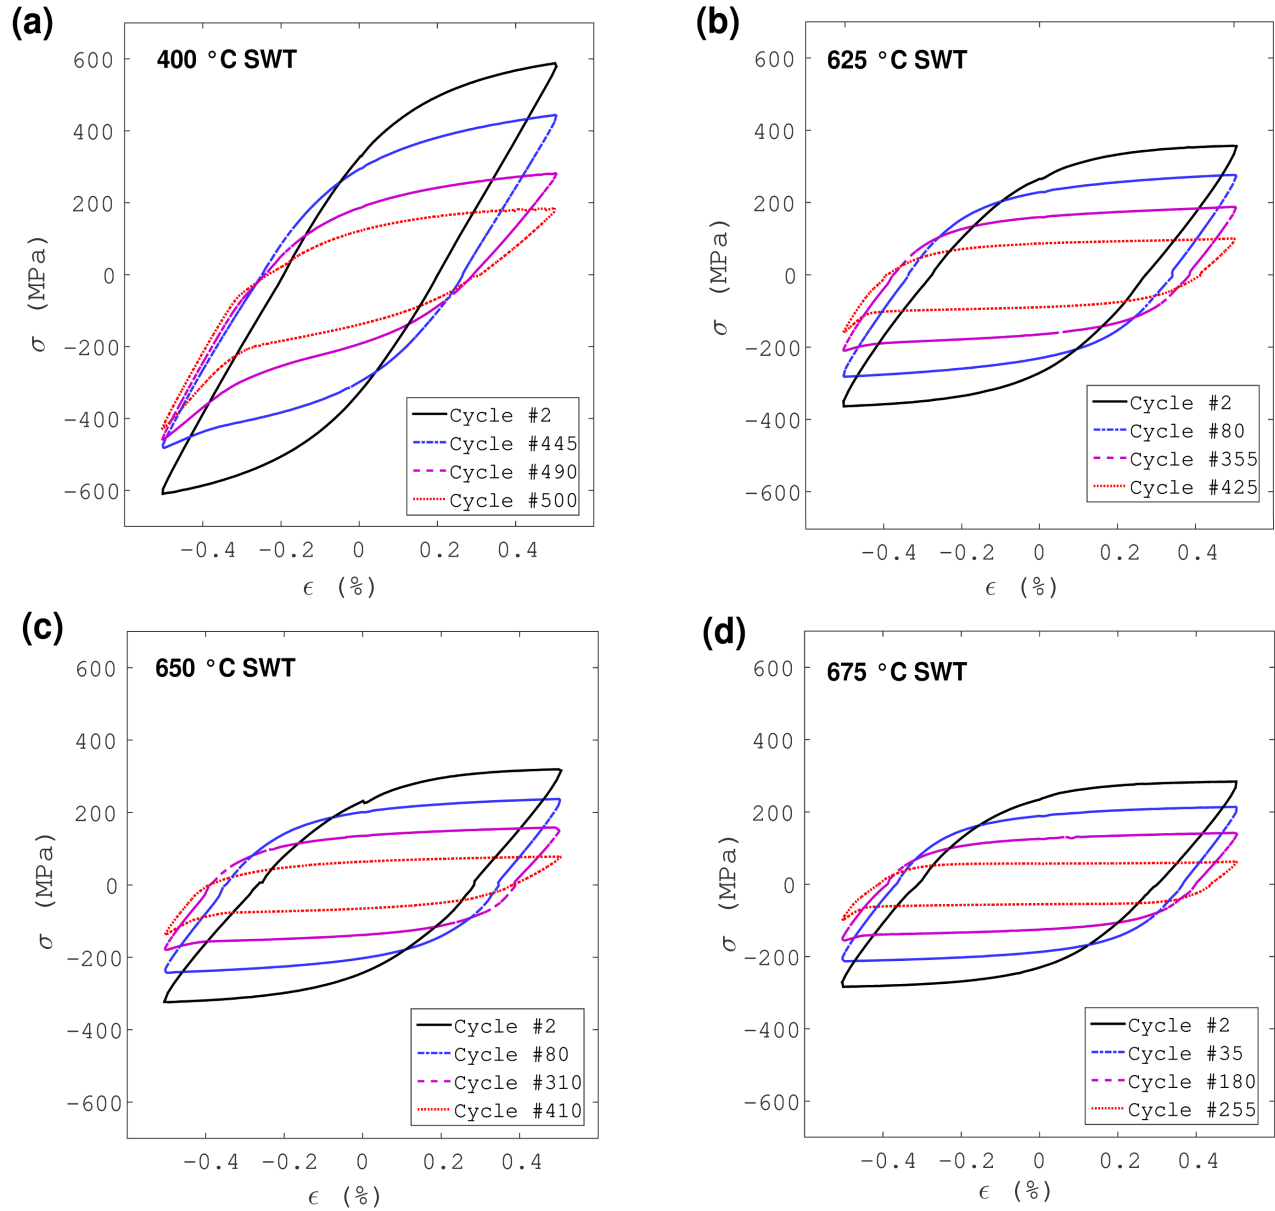 (a)
400 °C SWT
600
400
200
0
−200
−400
−600
σ (MPa)
−0.4 −0.2 0 0.2 0.4
ϵ (%)
Cycle #2
Cycle #445
Cycle #490
Cycle #500
(b)
625 °C SWT
600
400
200
0
−200
−400
−600
σ (MPa)
−0.4 −0.2 0 0.2 0.4
ϵ (%)
Cycle #2
Cycle #80
Cycle #355
Cycle #425
(c)
650 °C SWT
600
400
200
0
−200
−400
−600
σ (MPa)
−0.4 −0.2 0 0.2 0.4
ϵ (%)
Cycle #2
Cycle #80
Cycle #310
Cycle #410
(d)
675 °C SWT
600
400
200
0
−200
−400
−600
σ (MPa)
−0.4 −0.2 0 0.2 0.4
ϵ (%)
Cycle #2
Cycle #35
Cycle #180
Cycle #255